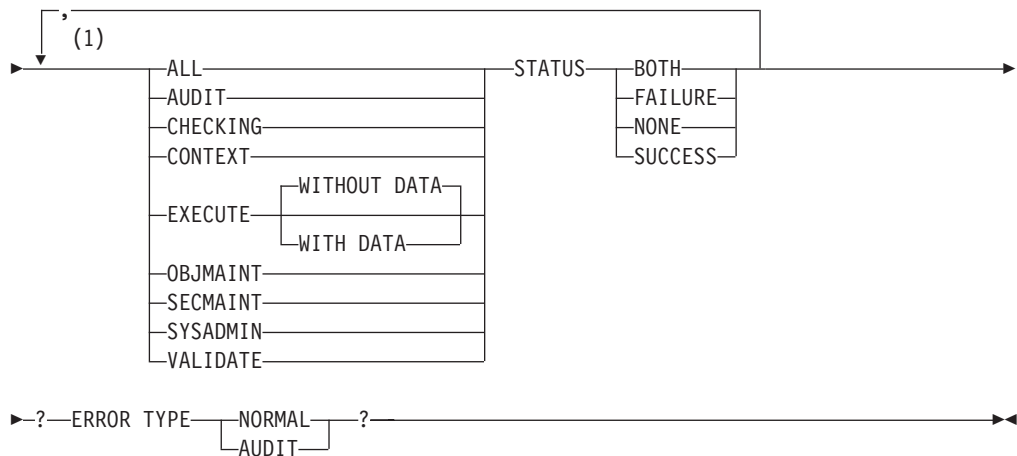 ,
(1)
ALL STATUS BOTH
AUDIT FAILURE
CHECKING NONE
CONTEXT SUCCESS
WITHOUT DATA
EXECUTE
WITH DATA
OBJMAINT
SECMAINT
SYSADMIN
VALIDATE
? ERROR TYPE NORMAL ?
AUDIT